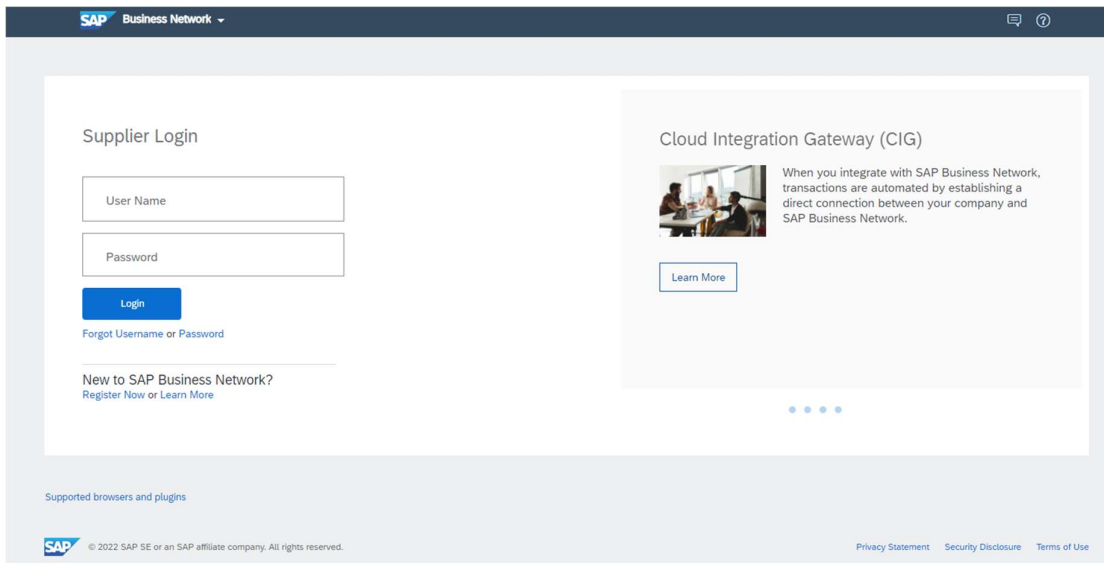 SAP Business Network
Supplier Login
User Name
Password
Login
Forgot Username or Password
New to SAP Business Network?
Register Now or Learn More
Cloud Integration Gateway (CIG)
When you integrate with SAP Business Network,
transactions are automated by establishing a
direct connection between your company and
SAP Business Network.
Learn More
Supported browsers and plugins
SAP © 2022 SAP SE or an SAP affiliate company. All rights reserved.
Privacy Statement Security Disclosure Terms of Use